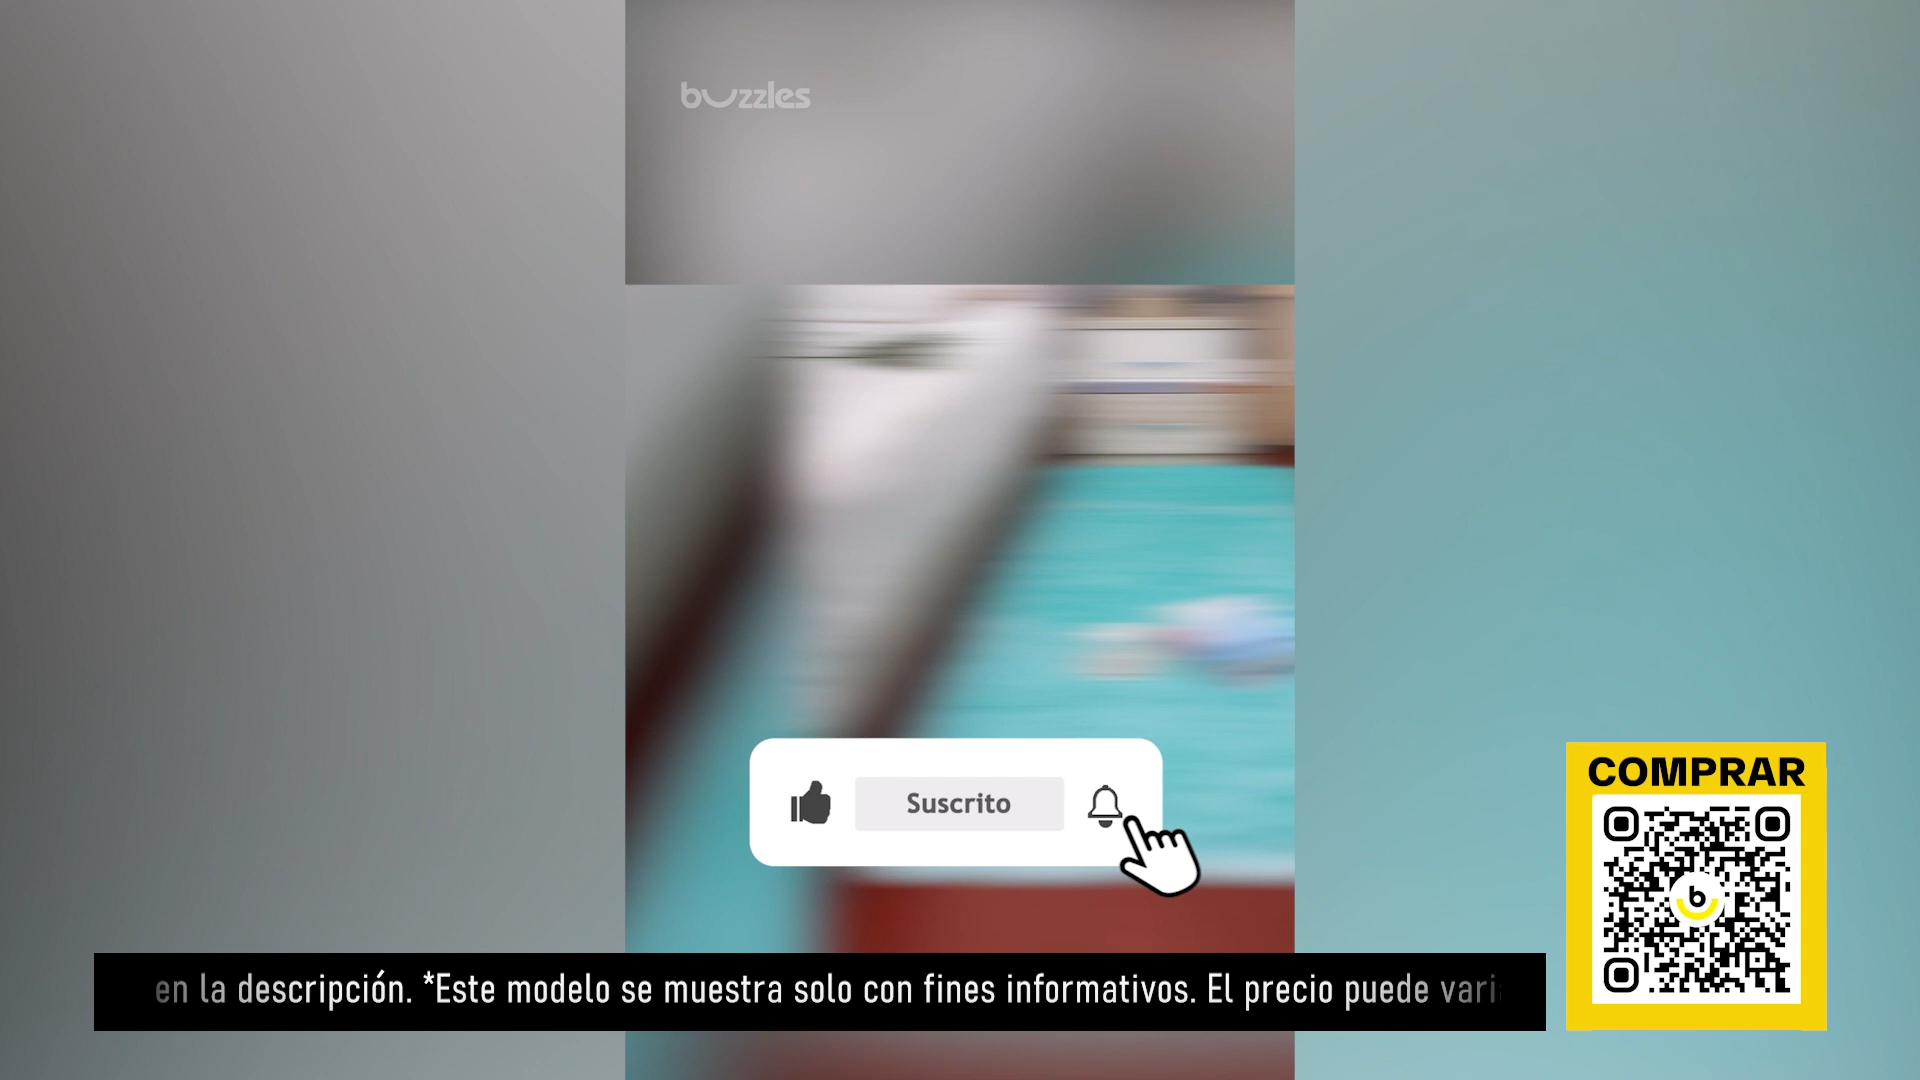 buzzles
Suscrito
COMPRAR
b
en la descripción. *Este modelo se muestra solo con fines informativos. El precio puede vari